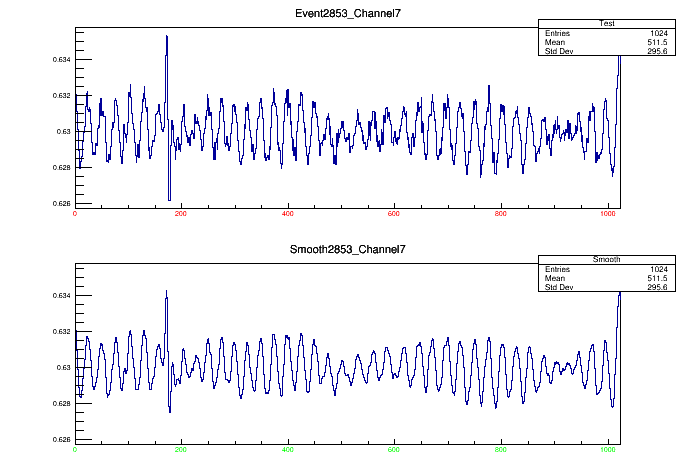 Event2853_Channel7
Test
Entries 1024
Mean 511.5
Std Dev 295.6
0.634
0.632
0.63
0.628
0.626
0 200 400 600 800 1000
Smooth2853_Channel7
Smooth
Entries 1024
Mean 511.5
Std Dev 295.6
0.634
0.632
0.63
0.628
0.626
0 200 400 600 800 1000